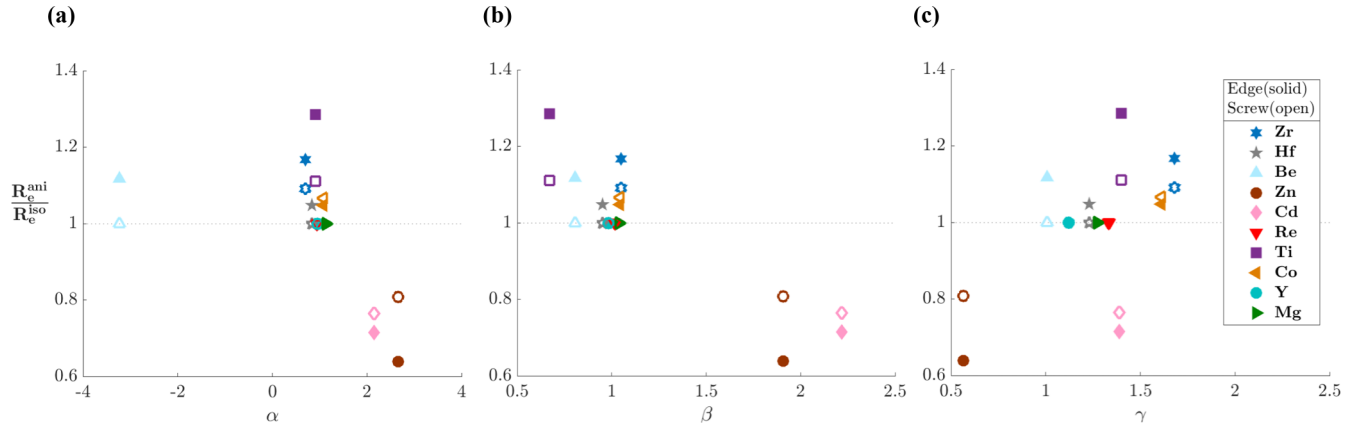 (a)
(b)
(c)
R_e^ani
R_e^iso
1.4
1.2
1
0.8
0.6
-4
-2
0
2
4
α
1.4
1.2
1
0.8
0.6
0.5
1
1.5
2
2.5
β
1.4
1.2
1
0.8
0.6
0.5
1
1.5
2
2.5
γ
Edge(solid)
Screw(open)
Zr
Hf
Be
Zn
Cd
Re
Ti
Co
Y
Mg